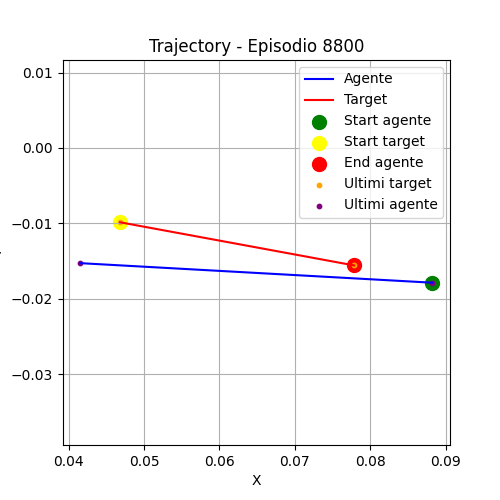 Trajectory - Episodio 8800
0.01
0.00
−0.01
−0.02
−0.03
0.04
0.05
0.06
0.07
0.08
0.09
X
Agente
Target
Start agente
Start target
End agente
Ultimi target
Ultimi agente